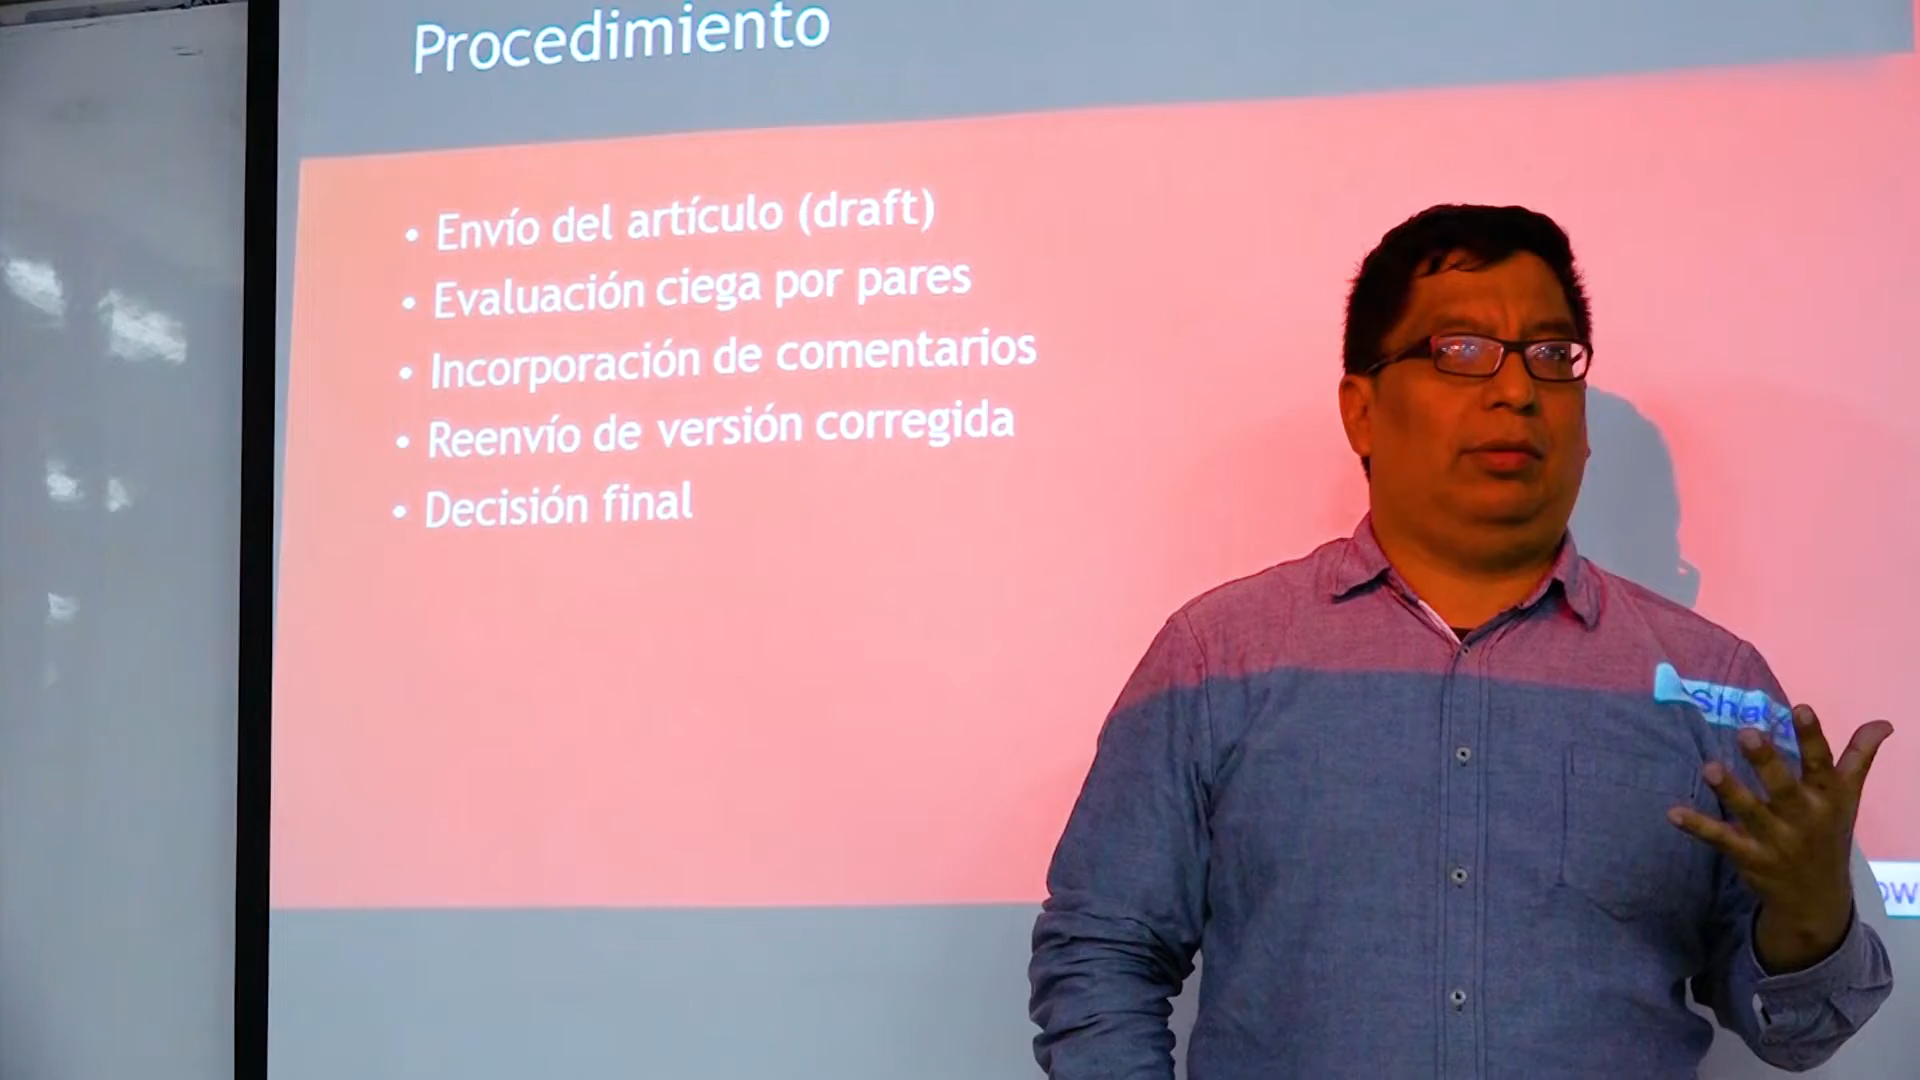 Procedimiento
• Envío del artículo (draft)
• Evaluación ciega por pares
• Incorporación de comentarios
• Reenvío de versión corregida
• Decisión final